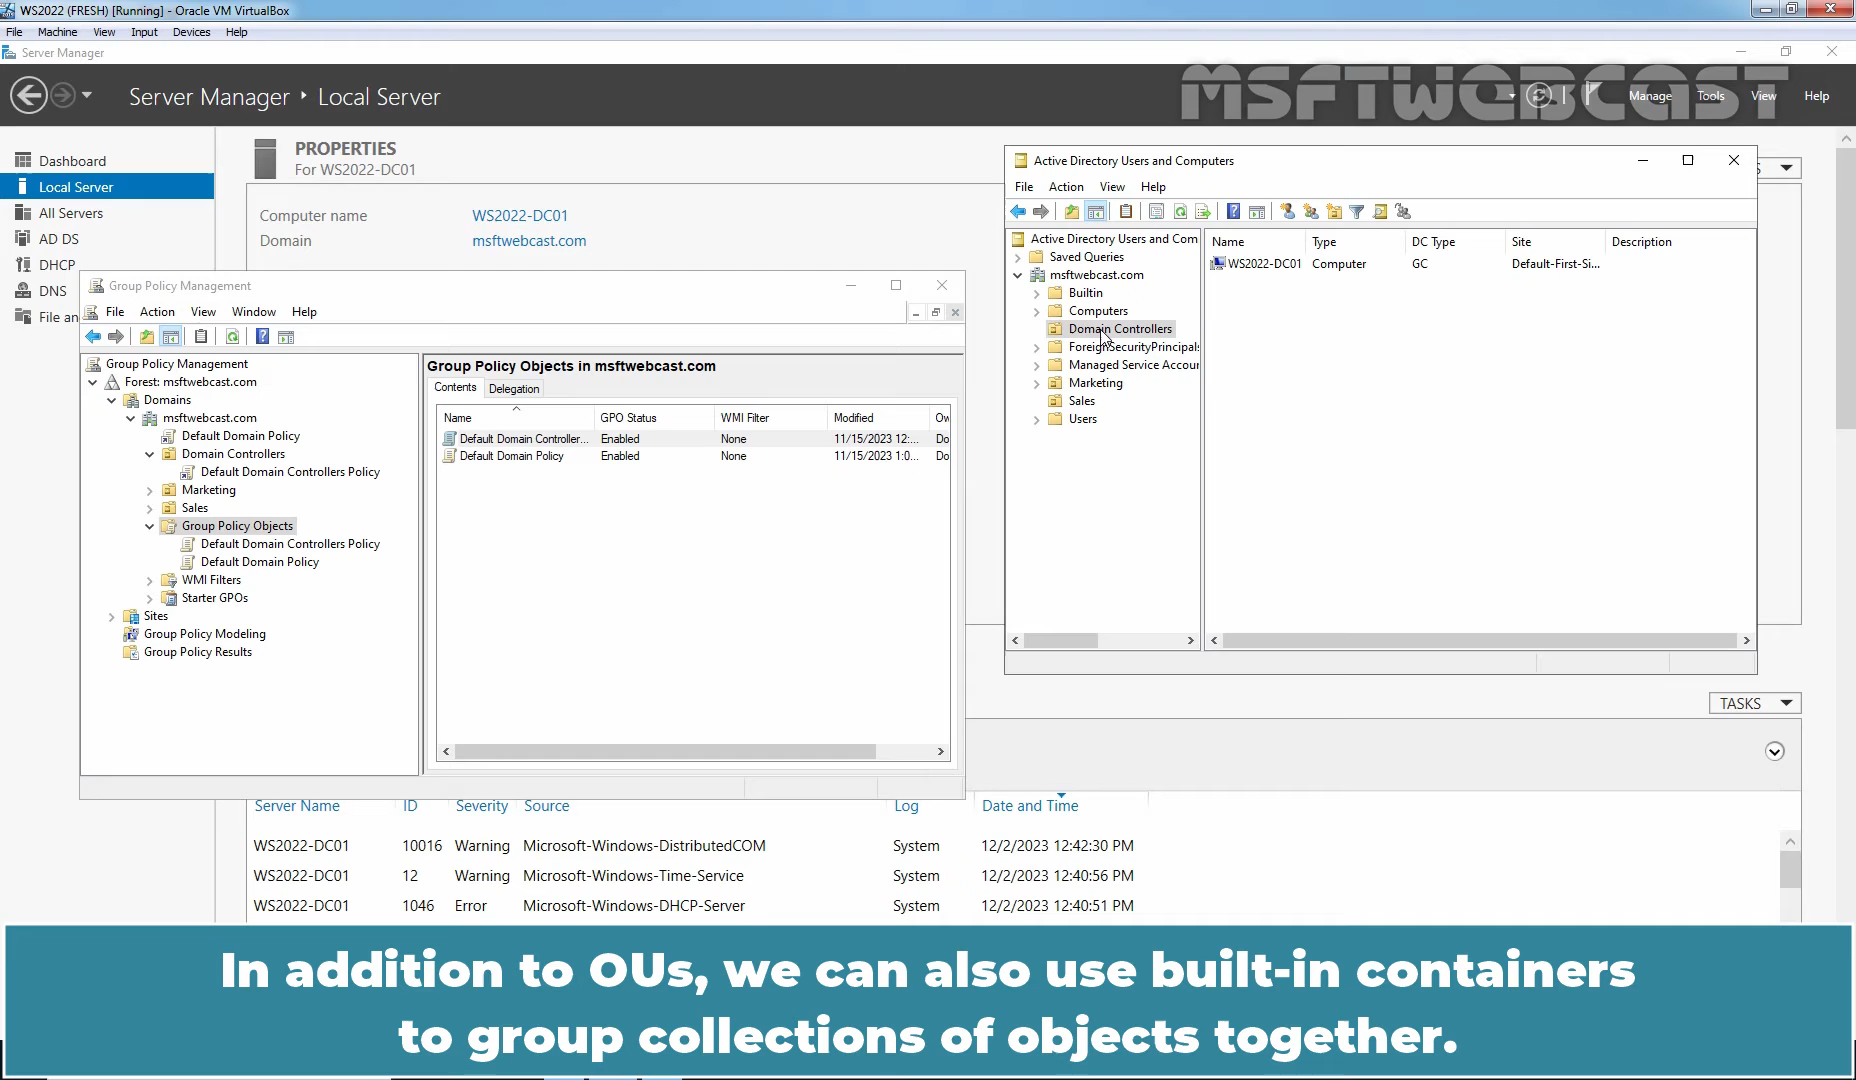 WS2022 (FRESH) [Running] - Oracle VM VirtualBox
File Machine View Input Devices Help
Server Manager
Server Manager ‣ Local Server
MSFTWEBCAST
Manage Tools View Help
Dashboard
Local Server
All Servers
AD DS
DHCP
DNS
File an
PROPERTIES
For WS2022-DC01
Computer name WS2022-DC01
Domain msftwebcast.com
Group Policy Management
File Action View Window Help
Group Policy Management
Forest: msftwebcast.com
Domains
msftwebcast.com
Default Domain Policy
Domain Controllers
Default Domain Controllers Policy
Marketing
Sales
Group Policy Objects
Default Domain Controllers Policy
Default Domain Policy
WMI Filters
Starter GPOs
Sites
Group Policy Modeling
Group Policy Results
Group Policy Objects in msftwebcast.com
Contents Delegation
Name GPO Status WMI Filter Modified Ow
Default Domain Controller... Enabled None 11/15/2023 12:... Do
Default Domain Policy Enabled None 11/15/2023 1:0... Do
Active Directory Users and Computers
File Action View Help
Active Directory Users and Com
Saved Queries
msftwebcast.com
Builtin
Computers
Domain Controllers
ForeignSecurityPrincipals
Managed Service Accour
Marketing
Sales
Users
Name Type DC Type Site Description
WS2022-DC01 Computer GC Default-First-Si...
S
TASKS
Server Name ID Severity Source Log Date and Time
WS2022-DC01 10016 Warning Microsoft-Windows-DistributedCOM System 12/2/2023 12:42:30 PM
WS2022-DC01 12 Warning Microsoft-Windows-Time-Service System 12/2/2023 12:40:56 PM
WS2022-DC01 1046 Error Microsoft-Windows-DHCP-Server System 12/2/2023 12:40:51 PM
In addition to OUs, we can also use built-in containers
to group collections of objects together.